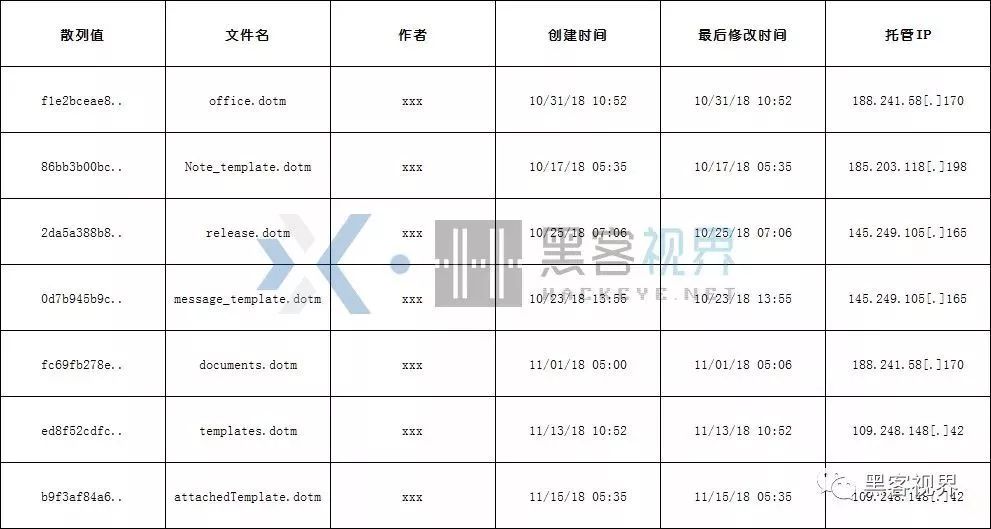 散列值 文件名 作者 创建时间 最后修改时间 托管IP
f1e2bceae8.. office.dotm xxx 10/31/18 10:52 10/31/18 10:52 188.241.58[.]170
86bb3b00bc.. Note_template.dotm xxx 10/17/18 05:35 10/17/18 05:35 185.203.118[.]198
2da5a388b8.. release.dotm xxx 10/25/18 07:06 10/25/18 07:06 145.249.105[.]165
黑客视界
0d7b945b9c.. message_template.dotm xxx 10/23/18 13:55 10/23/18 13:55 145.249.105[.]165
HACKEYE.NET
fc69fb278e.. documents.dotm xxx 11/01/18 05:00 11/01/18 05:06 188.241.58[.]170
ed8f52cdfc.. templates.dotm xxx 11/13/18 10:52 11/13/18 10:52 109.248.148[.]42
b9f3af84a6.. attachedTemplate.dotm xxx 11/15/18 05:35 11/15/18 05:35 109.248.148[.]42
黑客视界